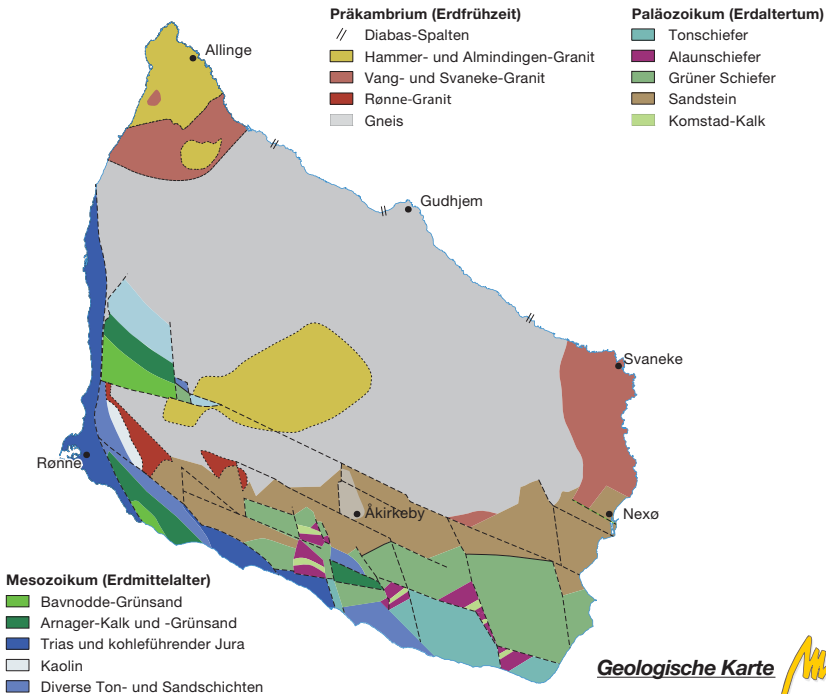 Präkambrium (Erdfrühzeit)
Diabas-Spalten
Hammer- und Almindingen-Granit
Vang- und Svaneke-Granit
Rønne-Granit
Gneis
Paläozoikum (Erdaltertum)
Tonschiefer
Alaunschiefer
Grüner Schiefer
Sandstein
Komstad-Kalk
Allinge
Gudhjem
Svaneke
Rønne
Åkirkeby
Nexø
Mesozoikum (Erdmittelalter)
Bavnodde-Grünsand
Arnager-Kalk und -Grünsand
Trias und kohleführender Jura
Kaolin
Diverse Ton- und Sandschichten
Geologische Karte